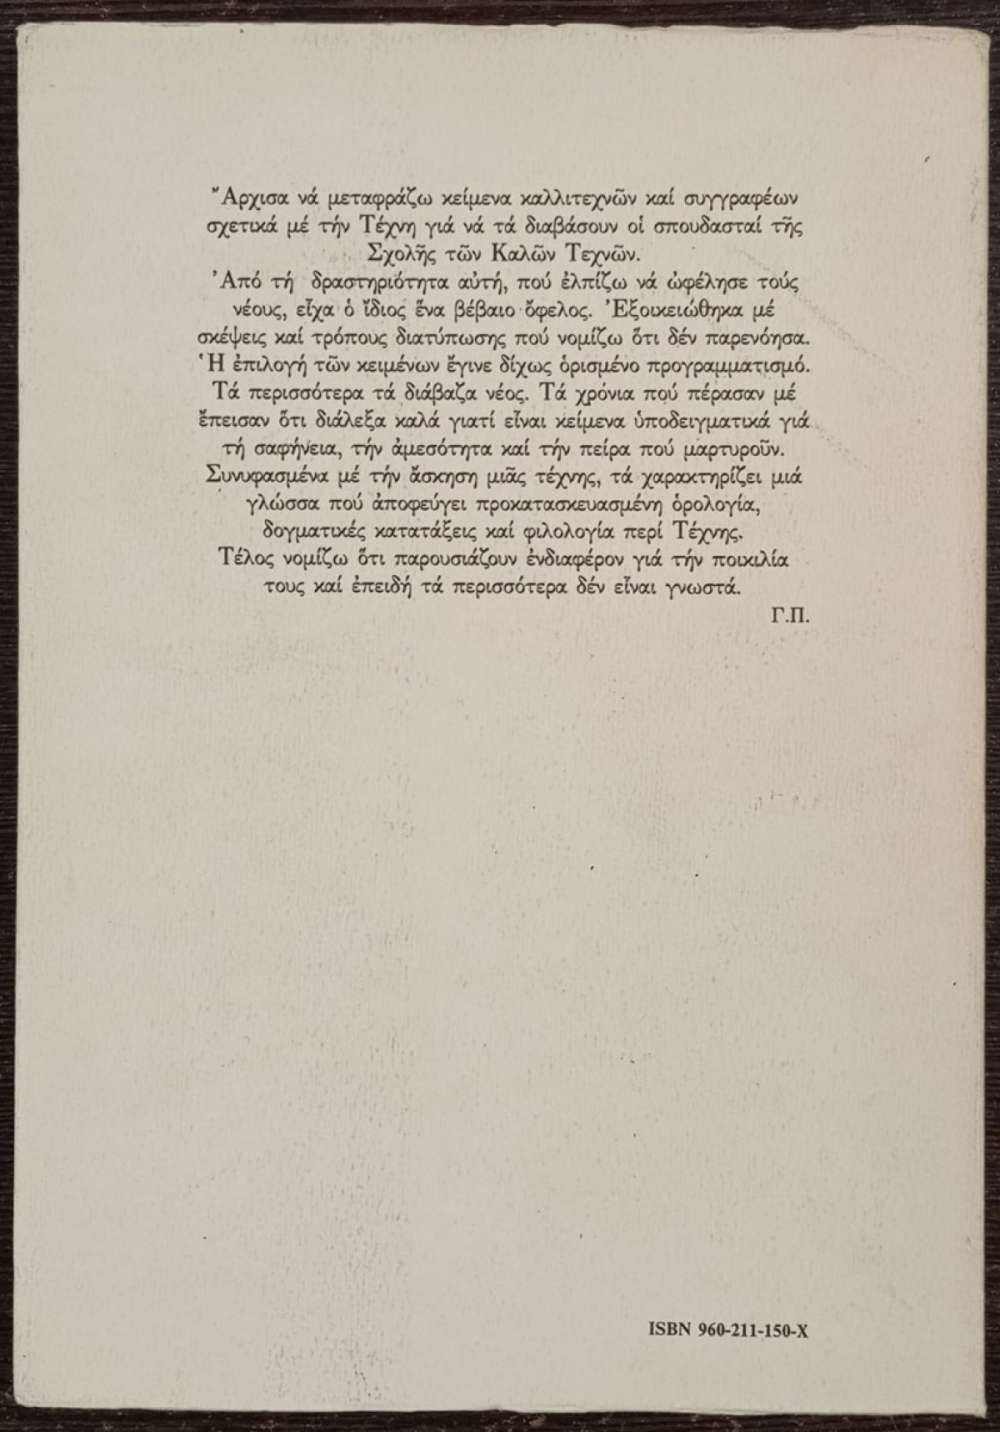 Ἄρχισα νά μεταφράζω κείμενα καλλιτεχνῶν καί συγγραφέων
σχετικά μέ τήν Τέχνη γιά νά τά διαβάσουν οἱ σπουδασταί τῆς
Σχολῆς τῶν Καλῶν Τεχνῶν.
Ἀπό τή δραστηριότητα αὐτή, πού ἐλπίζω νά ὠφέλησε τούς
νέους, εἶχα ὁ ἴδιος ἕνα βέβαιο ὄφελος. Ἐξοικειώθηκα μέ
σκέψεις καί τρόπους διατύπωσης πού νομίζω ὅτι δέν παρενόησα.
Ἡ ἐπιλογή τῶν κειμένων ἔγινε δίχως ὁρισμένο προγραμματισμό.
Τά περισσότερα τά διάβαζα νέος. Τά χρόνια πού πέρασαν μέ
ἔπεισαν ὅτι διάλεξα καλά γιατί εἶναι κείμενα ὑποδειγματικά γιά
τή σαφήνεια, τήν ἀμεσότητα καί τήν πείρα πού μαρτυροῦν.
Συνυφασμένα μέ τήν ἄσκηση μιᾶς τέχνης, τά χαρακτηρίζει μιά
γλώσσα πού ἀποφεύγει προκατασκευασμένη ὁρολογία,
δογματικές κατατάξεις καί φιλολογία περί Τέχνης.
Τέλος νομίζω ὅτι παρουσιάζουν ἐνδιαφέρον γιά τήν ποικιλία
τους καί ἐπειδή τά περισσότερα δέν εἶναι γνωστά.
Γ.Π.
ISBN 960-211-150-X